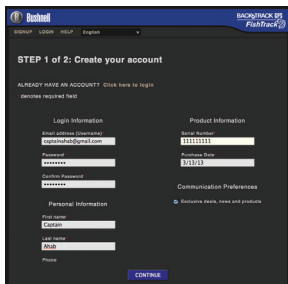 Bushnell
BACKTRACK
FishTrack
SIGNUP LOGIN HELP English
STEP 1 of 2: Create your account
ALREADY HAVE AN ACCOUNT? Click here to login
* denotes required field
Login Information
Email address (Username)*
captainahab@gmail.com
Password*
••••••••
Confirm Password*
••••••••
Personal Information
First name*
Captain
Last name*
Ahab
Phone
Product Information
Serial Number*
111111111
Purchase Date*
3/13/13
Communication Preferences
Exclusive deals, news and products
CONTINUE